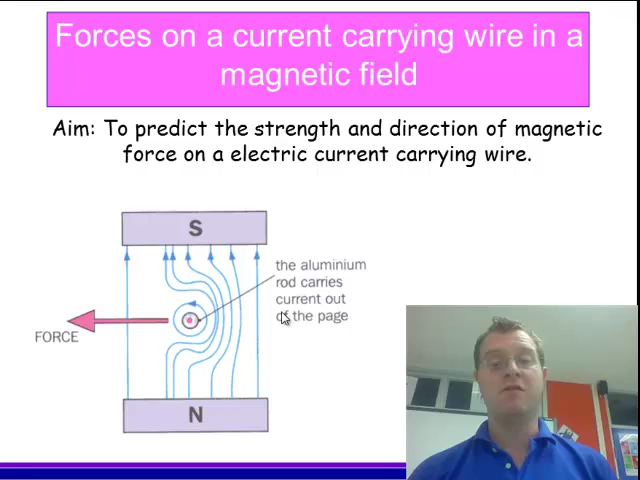 Forces on a current carrying wire in a
magnetic field
Aim: To predict the strength and direction of magnetic
force on a electric current carrying wire.
S
the aluminium
rod carries
current out
of the page
FORCE
N